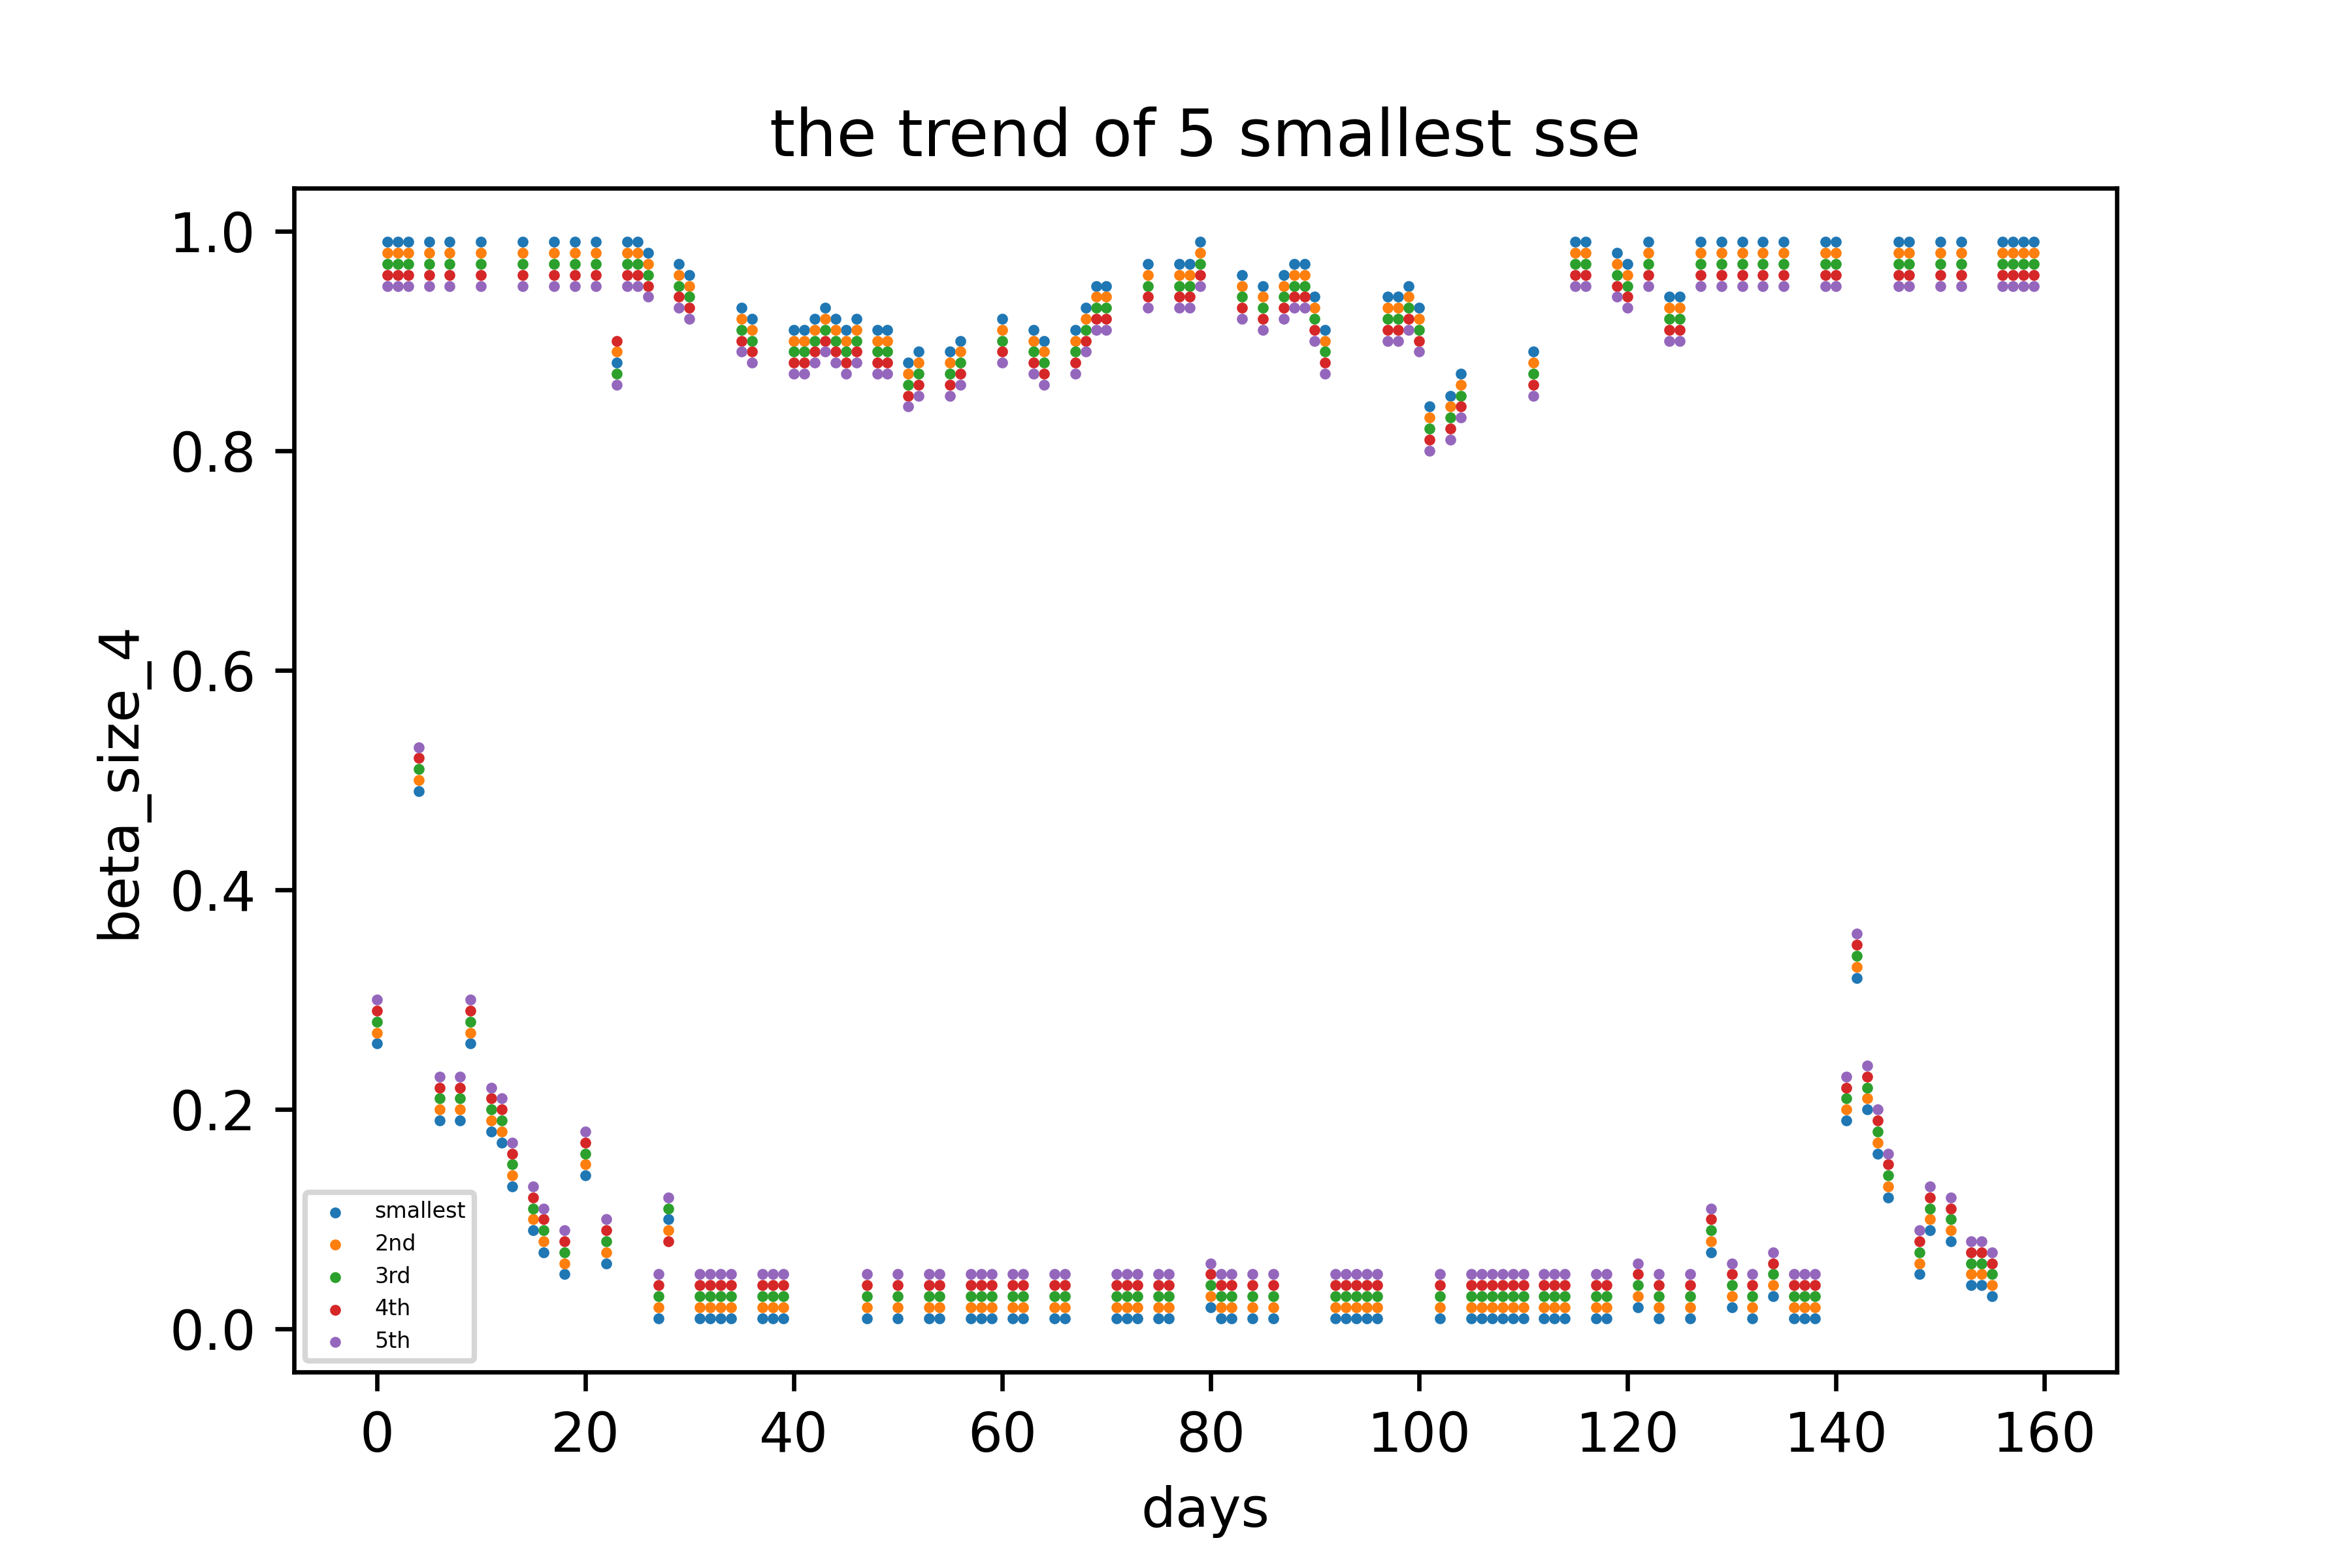 the trend of 5 smallest sse
1.0
0.8
0.6
0.4
0.2
0.0
beta_size_4
smallest
2nd
3rd
4th
5th
0 20 40 60 80 100 120 140 160
days